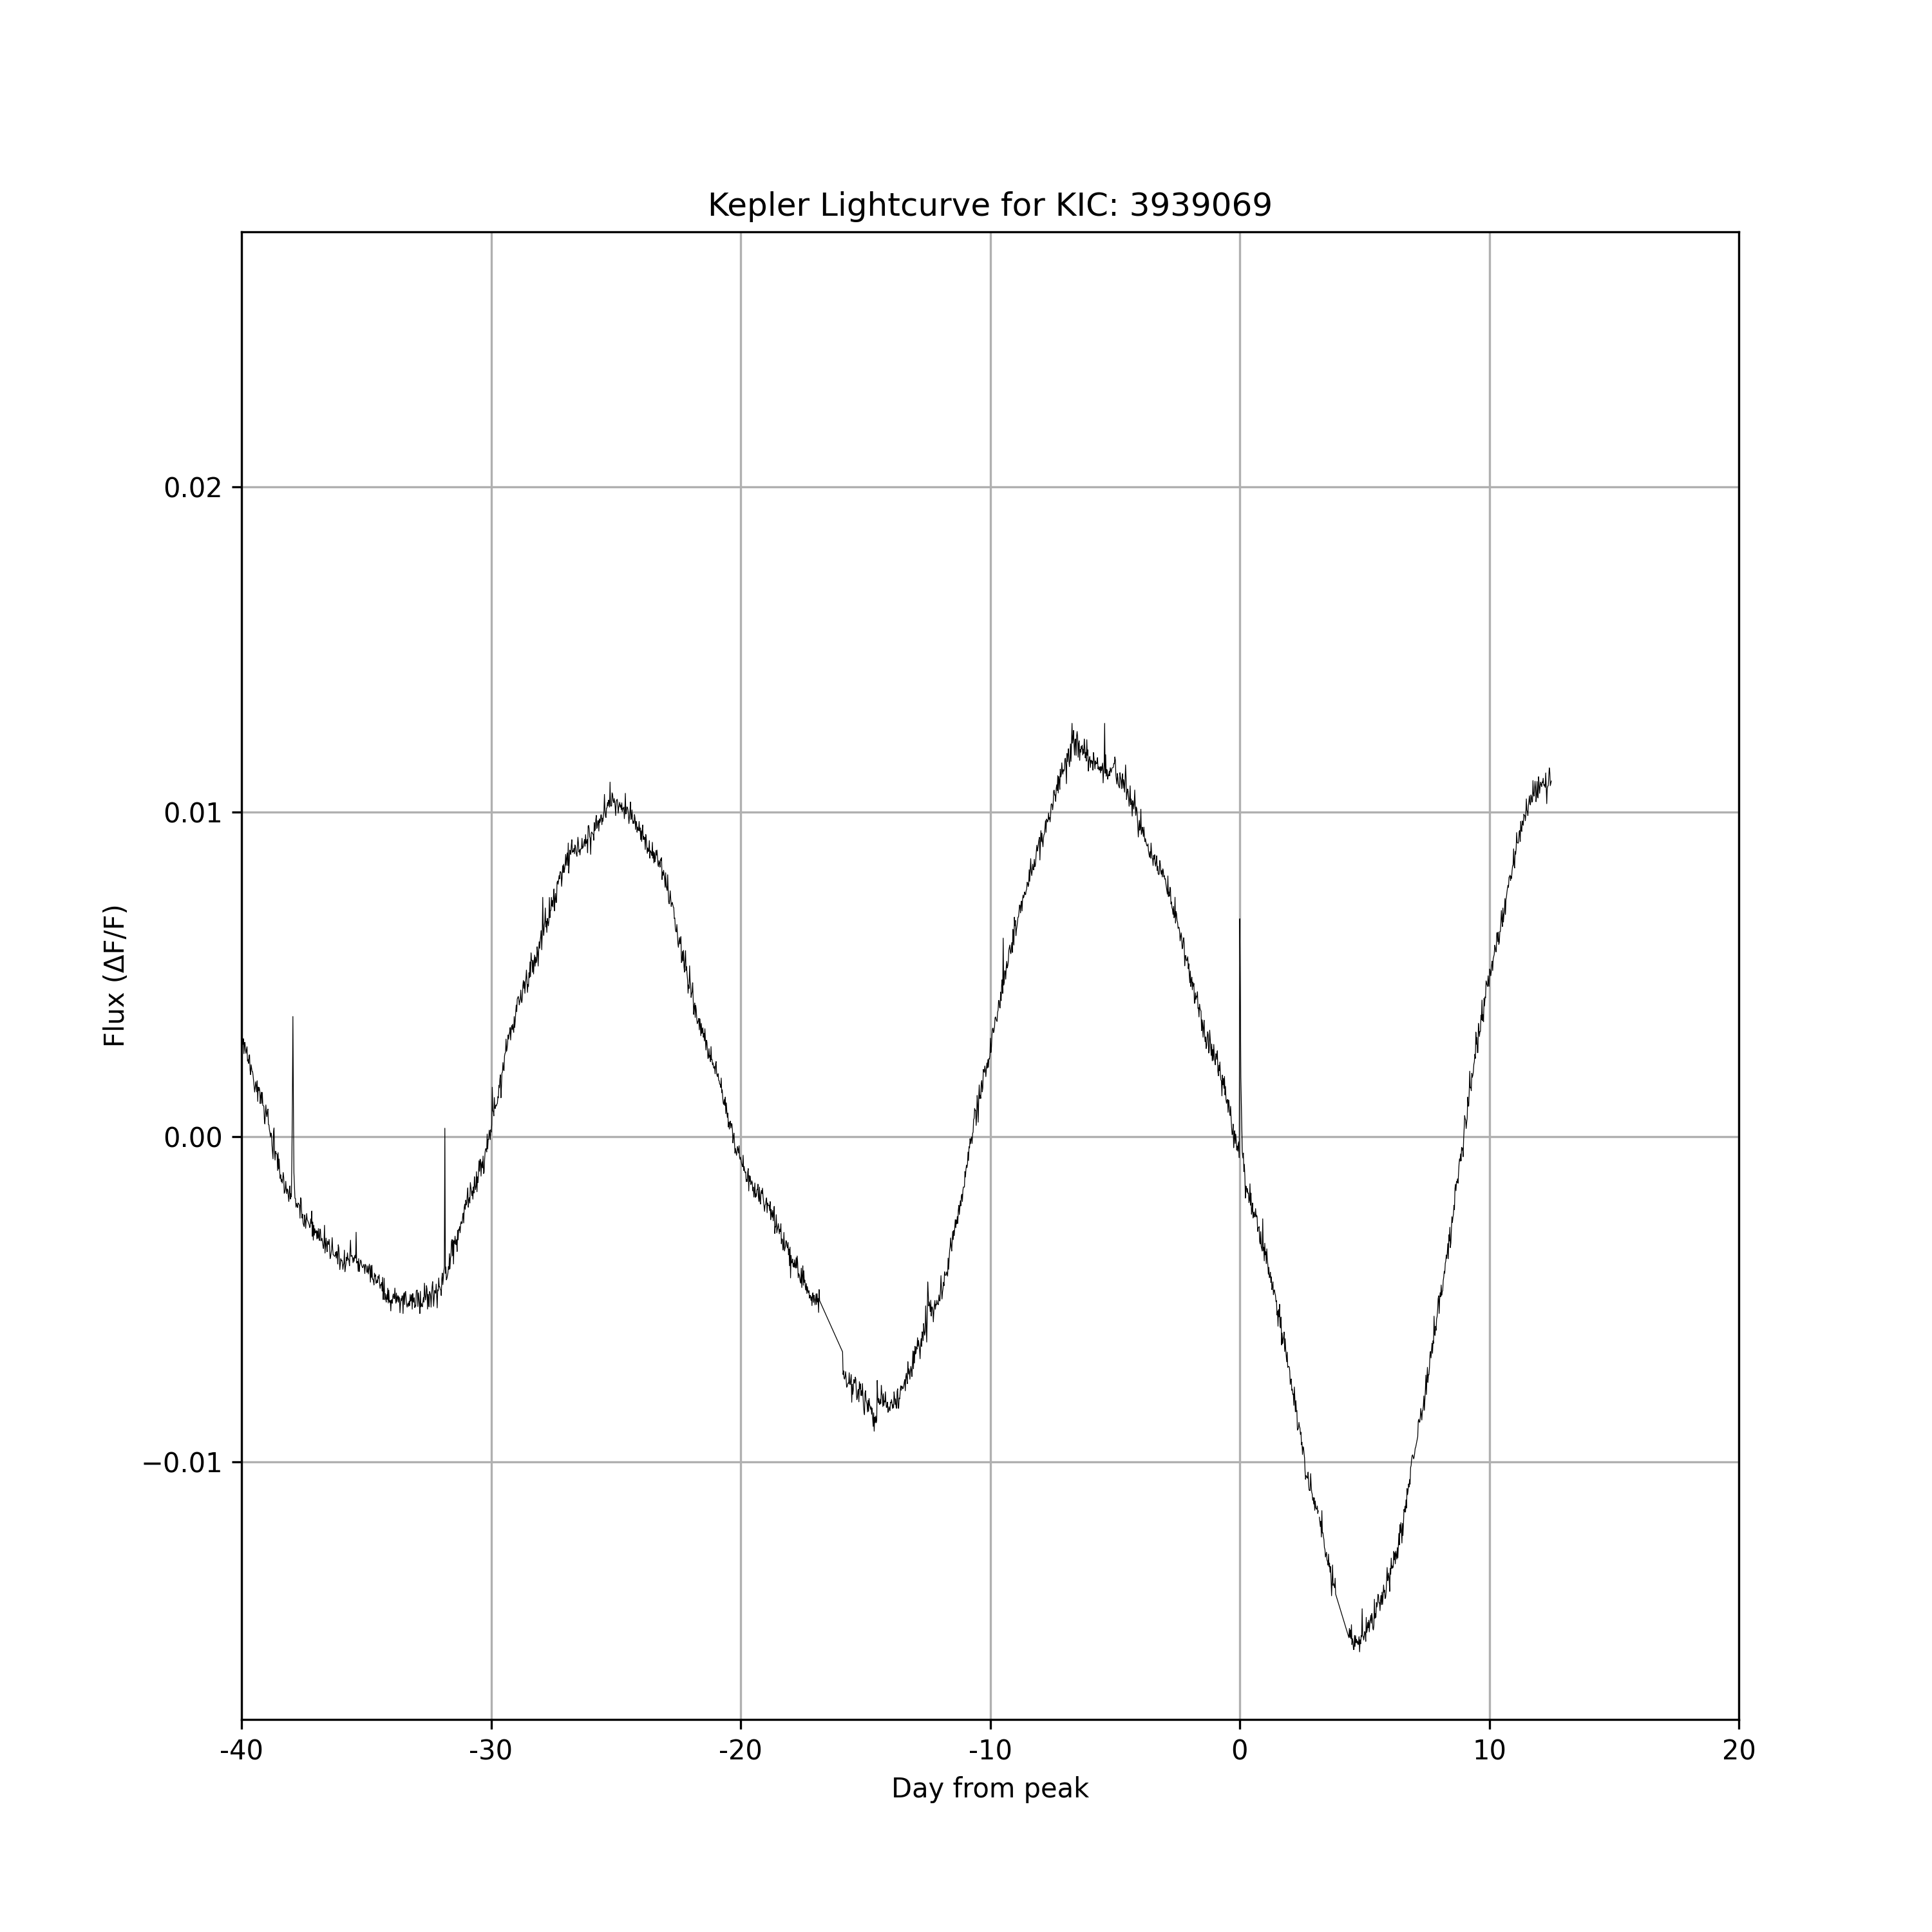 Kepler Lightcurve for KIC: 3939069
Flux (ΔF/F)
0.02
0.01
0.00
−0.01
-40 -30 -20 -10 0 10 20
Day from peak